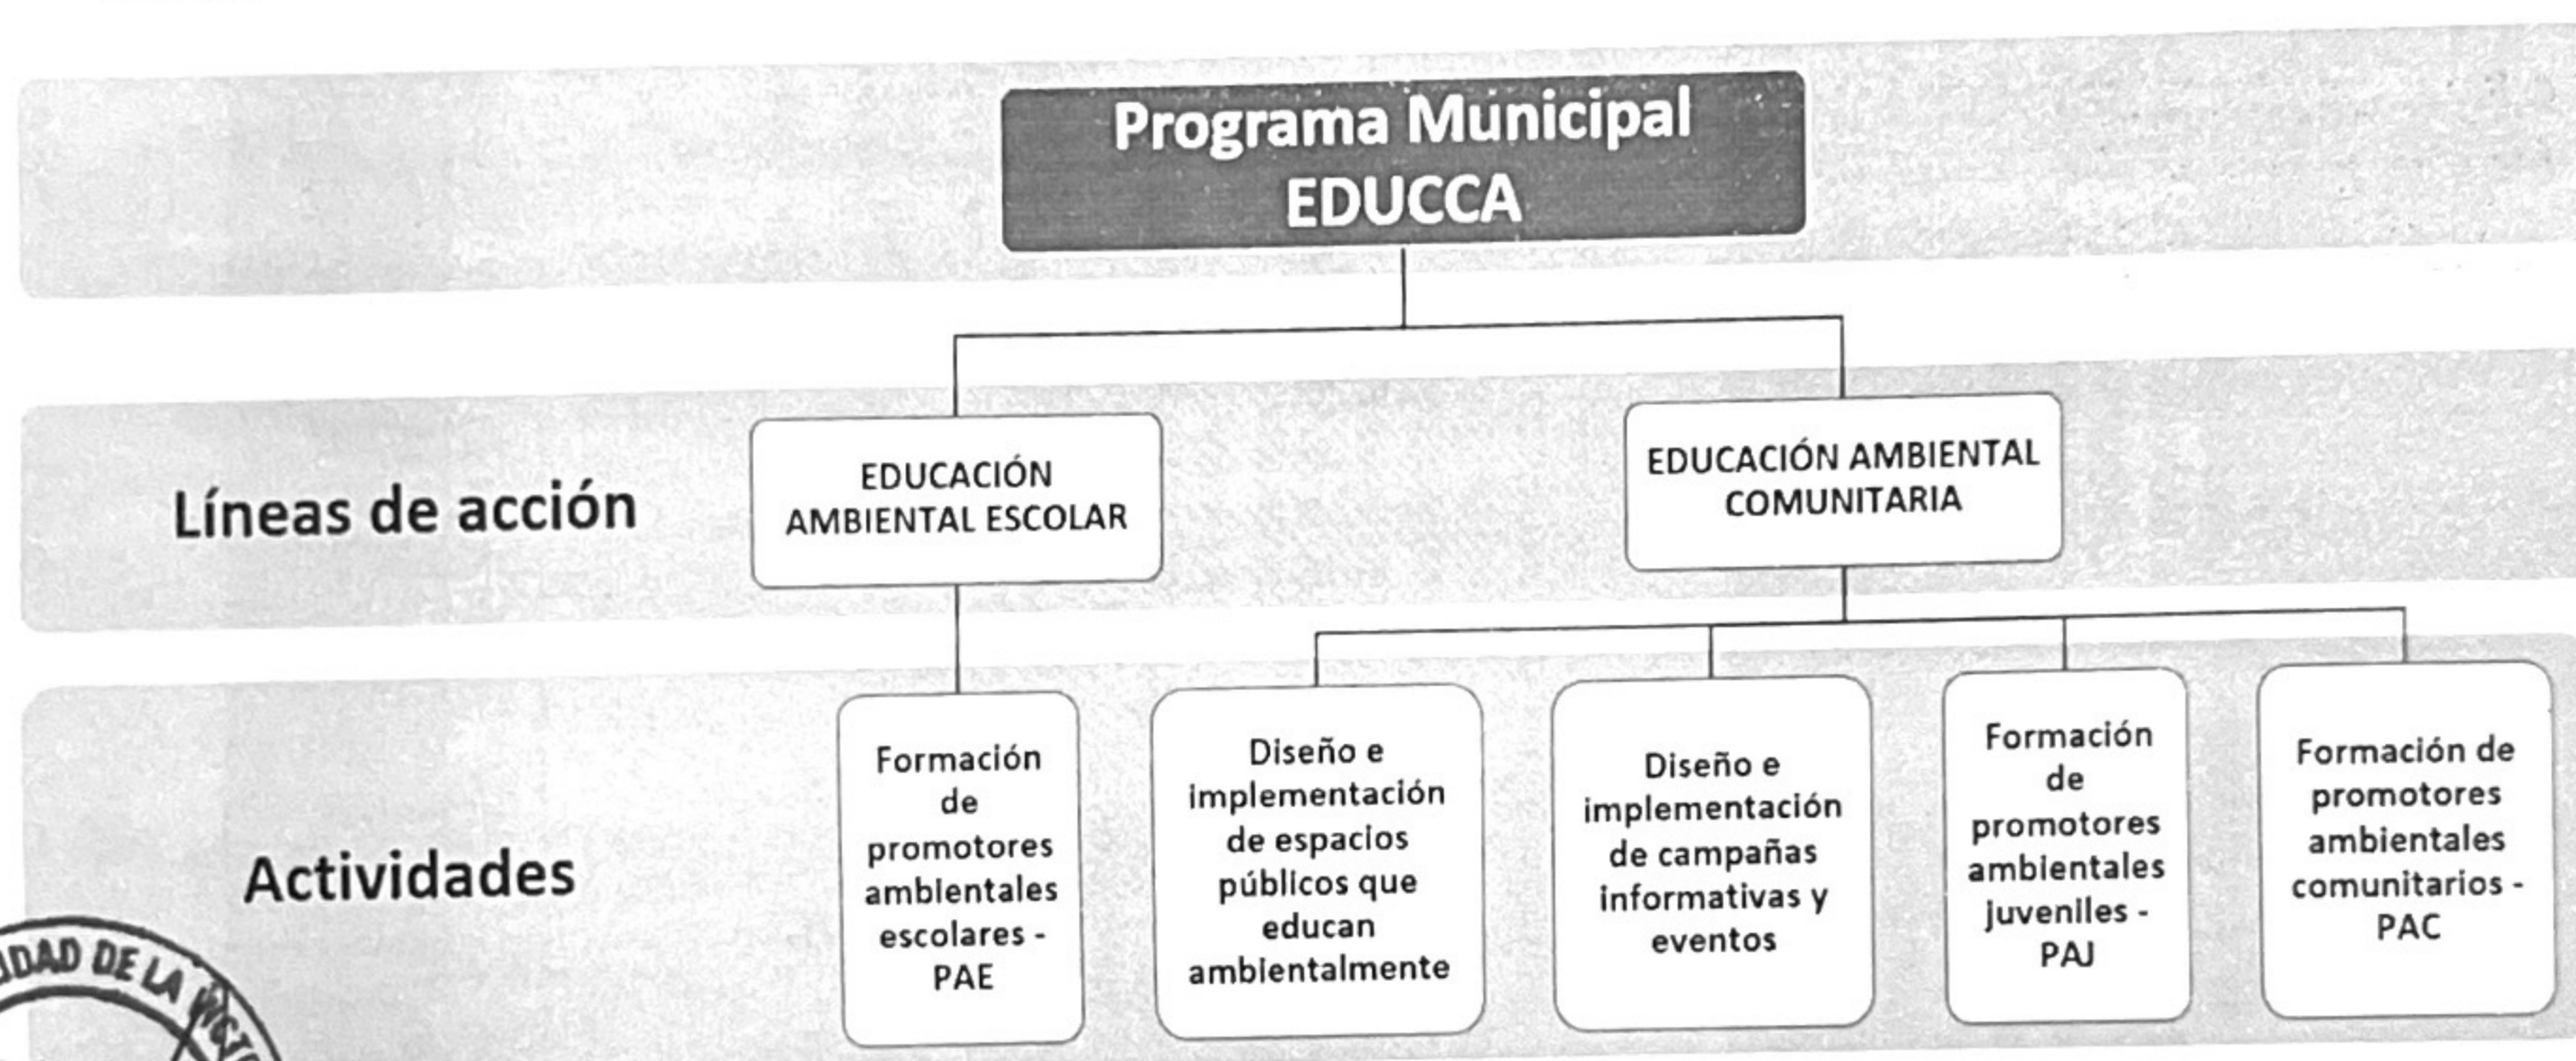 Programa Municipal
EDUCCA
Líneas de acción
EDUCACIÓN
AMBIENTAL ESCOLAR
EDUCACIÓN AMBIENTAL
COMUNITARIA
Actividades
Formación
de
promotores
ambientales
escolares -
PAE
Diseño e
implementación
de espacios
públicos que
educan
ambientalmente
Diseño e
implementación
de campañas
informativas y
eventos
Formación
de
promotores
ambientales
juveniles -
PAJ
Formación de
promotores
ambientales
comunitarios -
PAC
DE LA